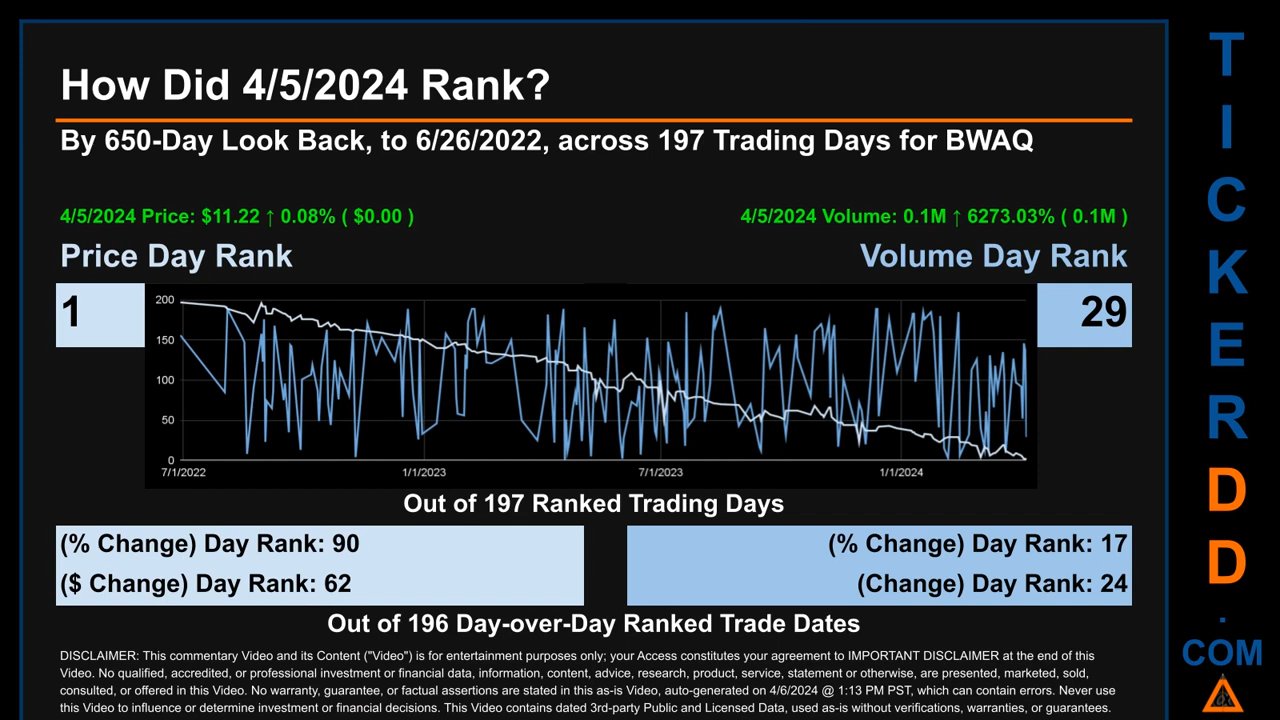 How Did 4/5/2024 Rank?
By 650-Day Look Back, to 6/26/2022, across 197 Trading Days for BWAQ
4/5/2024 Price: $11.22 ↑ 0.08% ( $0.00 )
4/5/2024 Volume: 0.1M ↑ 6273.03% ( 0.1M )
Price Day Rank
Volume Day Rank
1
29
200
150
100
50
0
7/1/2022
1/1/2023
7/1/2023
1/1/2024
Out of 197 Ranked Trading Days
(% Change) Day Rank: 90
($ Change) Day Rank: 62
(% Change) Day Rank: 17
(Change) Day Rank: 24
Out of 196 Day-over-Day Ranked Trade Dates
DISCLAIMER: This commentary Video and its Content ("Video") is for entertainment purposes only; your Access constitutes your agreement to IMPORTANT DISCLAIMER at the end of this
Video. No qualified, accredited, or professional investment or financial data, information, content, advice, research, product, service, statement or otherwise, are presented, marketed, sold,
consulted, or offered in this Video. No warranty, guarantee, or factual assertions are stated in this as-is Video, auto-generated on 4/6/2024 @ 1:13 PM PST, which can contain errors. Never use
this Video to influence or determine investment or financial decisions. This Video contains dated 3rd-party Public and Licensed Data, used as-is without verifications, warranties, or guarantees.
T
I
C
K
E
R
D
D
.
COM